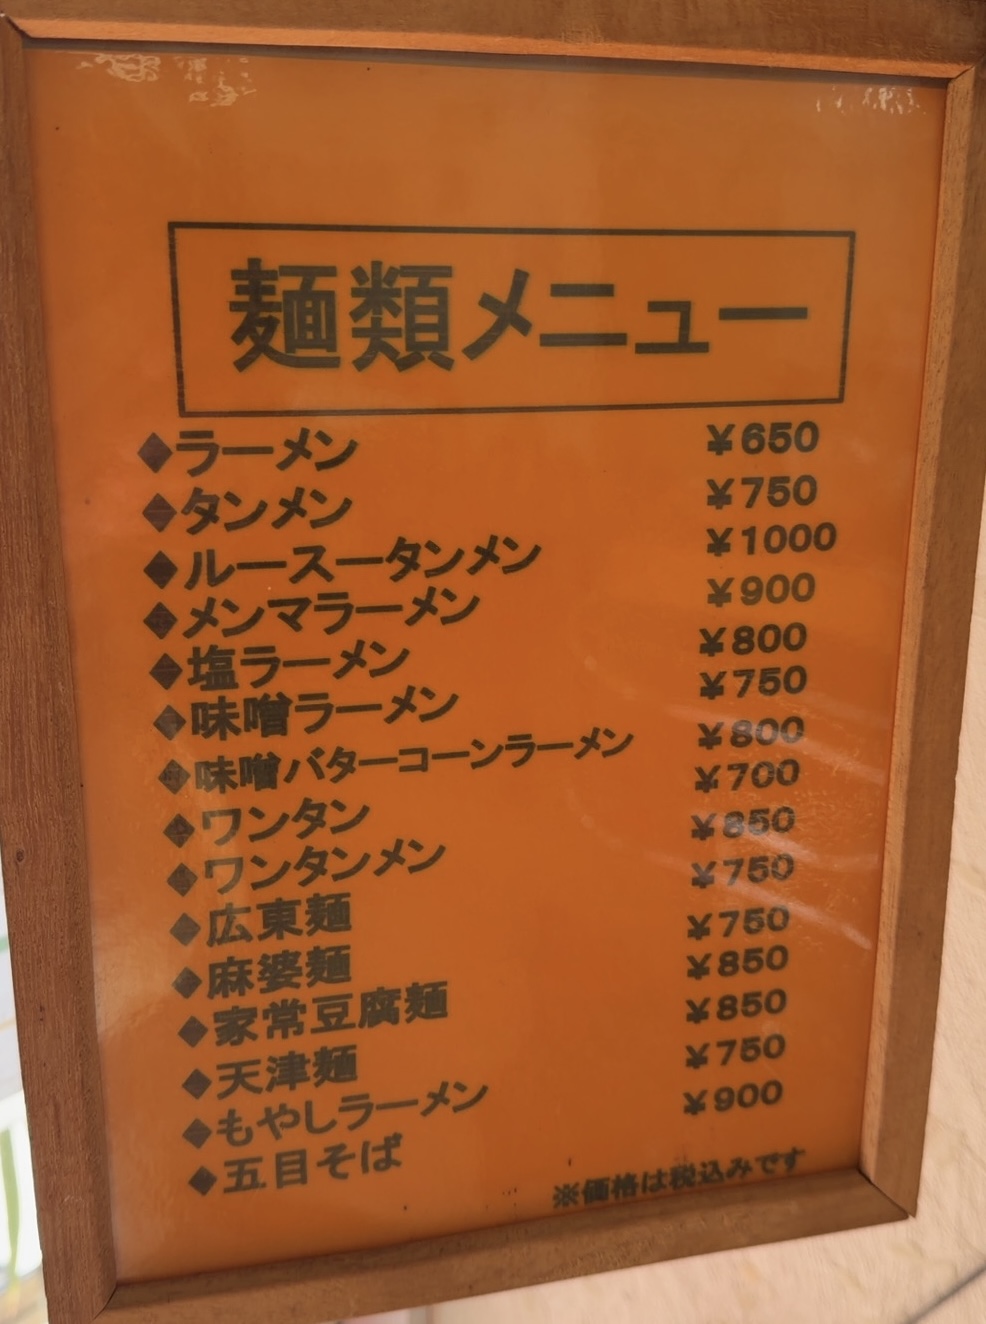 麺類メニュー
◆ラーメン ¥650
◆タンメン ¥750
◆ルースータンメン ¥1000
◆メンマラーメン ¥900
◆塩ラーメン ¥800
◆味噌ラーメン ¥750
◆味噌バターコーンラーメン ¥800
◆ワンタン ¥700
◆ワンタンメン ¥850
◆広東麺 ¥750
◆麻婆麺 ¥750
◆家常豆腐麺 ¥850
◆天津麺 ¥850
◆もやしラーメン ¥750
◆五目そば ¥900
※価格は税込みです